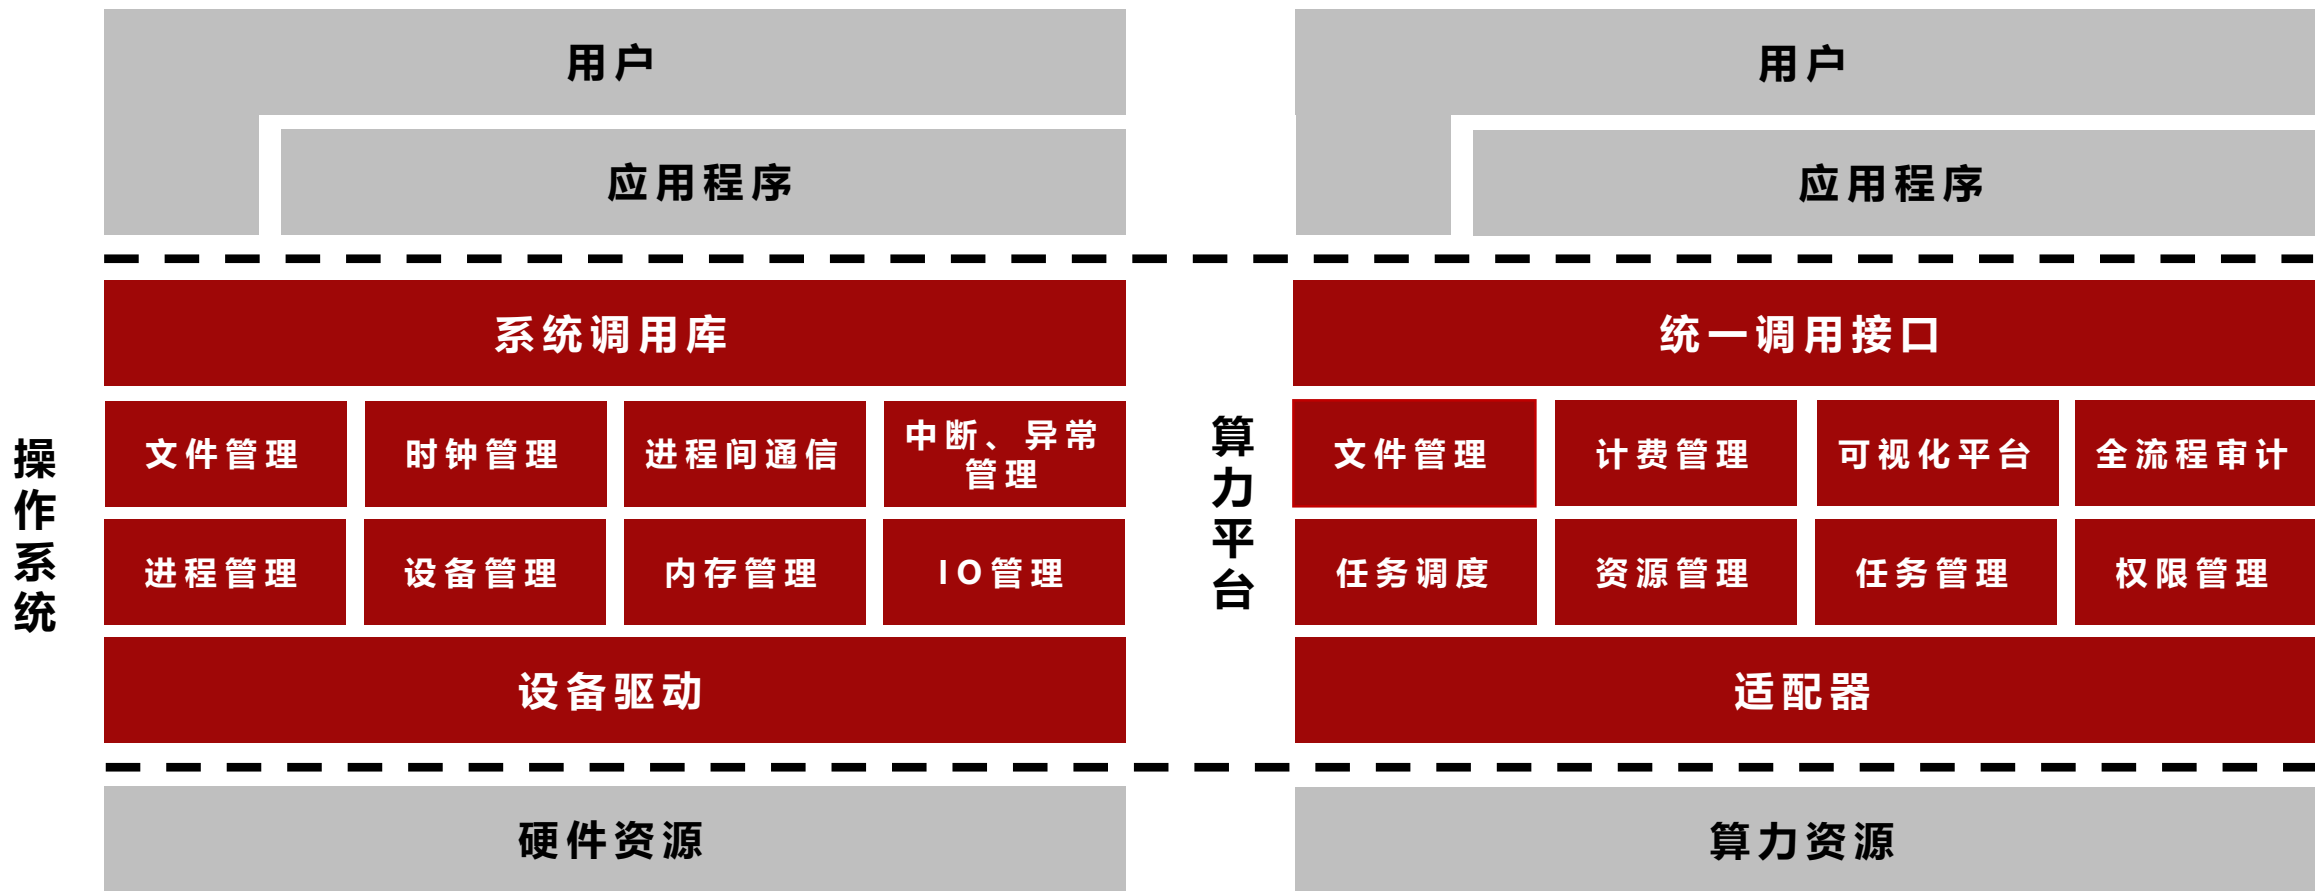 用户
应用程序
操作系统
系统调用库
文件管理
时钟管理
进程间通信
中断、异常
管理
进程管理
设备管理
内存管理
IO管理
设备驱动
硬件资源
用户
应用程序
算力平台
统一调用接口
文件管理
计费管理
可视化平台
全流程审计
任务调度
资源管理
任务管理
权限管理
适配器
算力资源